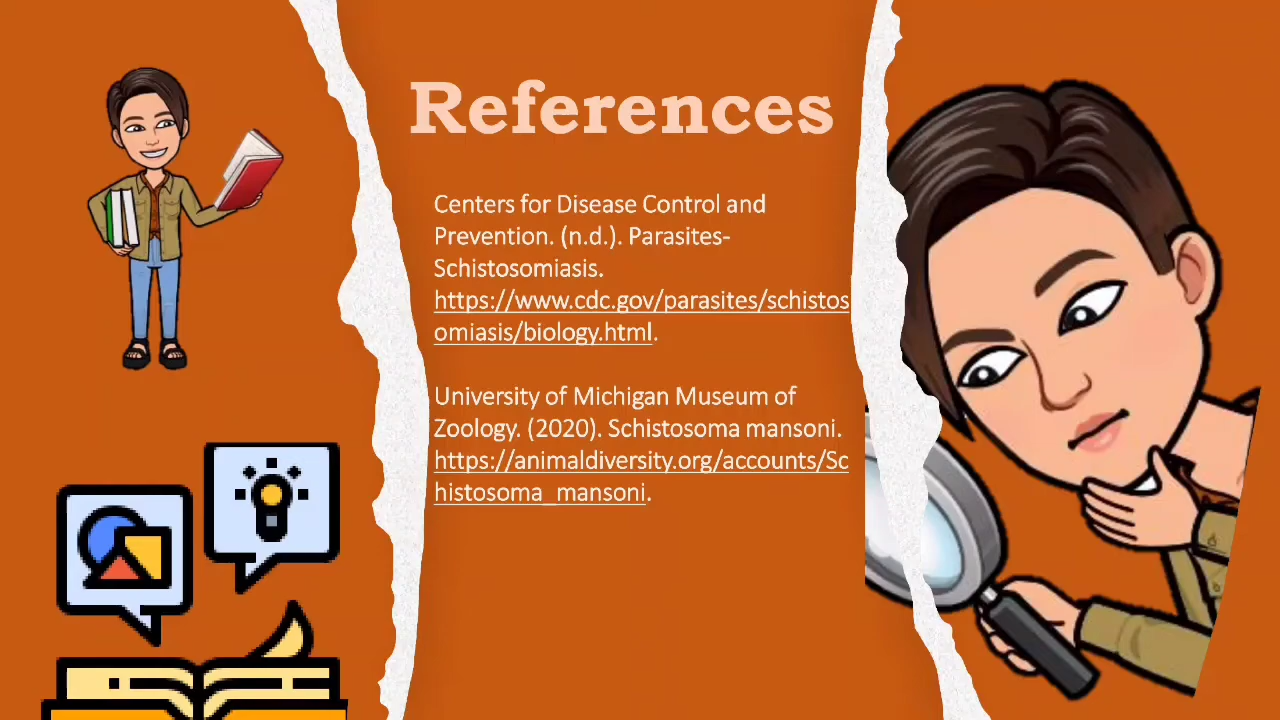 References
Centers for Disease Control and
Prevention. (n.d.). Parasites-
Schistosomiasis.
https://www.cdc.gov/parasites/schistos
omiasis/biology.html.
University of Michigan Museum of
Zoology. (2020). Schistosoma mansoni.
https://animaldiversity.org/accounts/Sc
histosoma_mansoni.